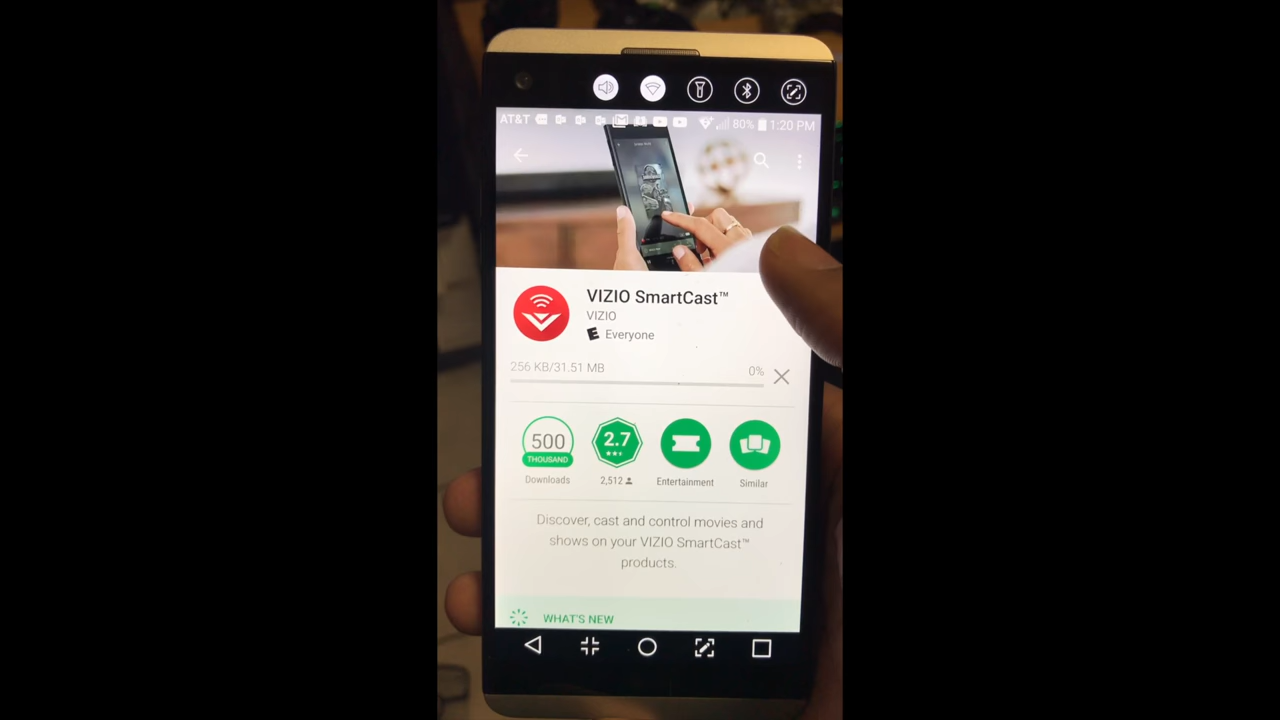 AT&T 80% 1:20 PM
VIZIO SmartCast™
VIZIO
E Everyone
256 KB/31.51 MB 0%
500
THOUSAND
Downloads
2.7
2,512
Entertainment
Similar
Discover, cast and control movies and
shows on your VIZIO SmartCast™
products.
WHAT'S NEW